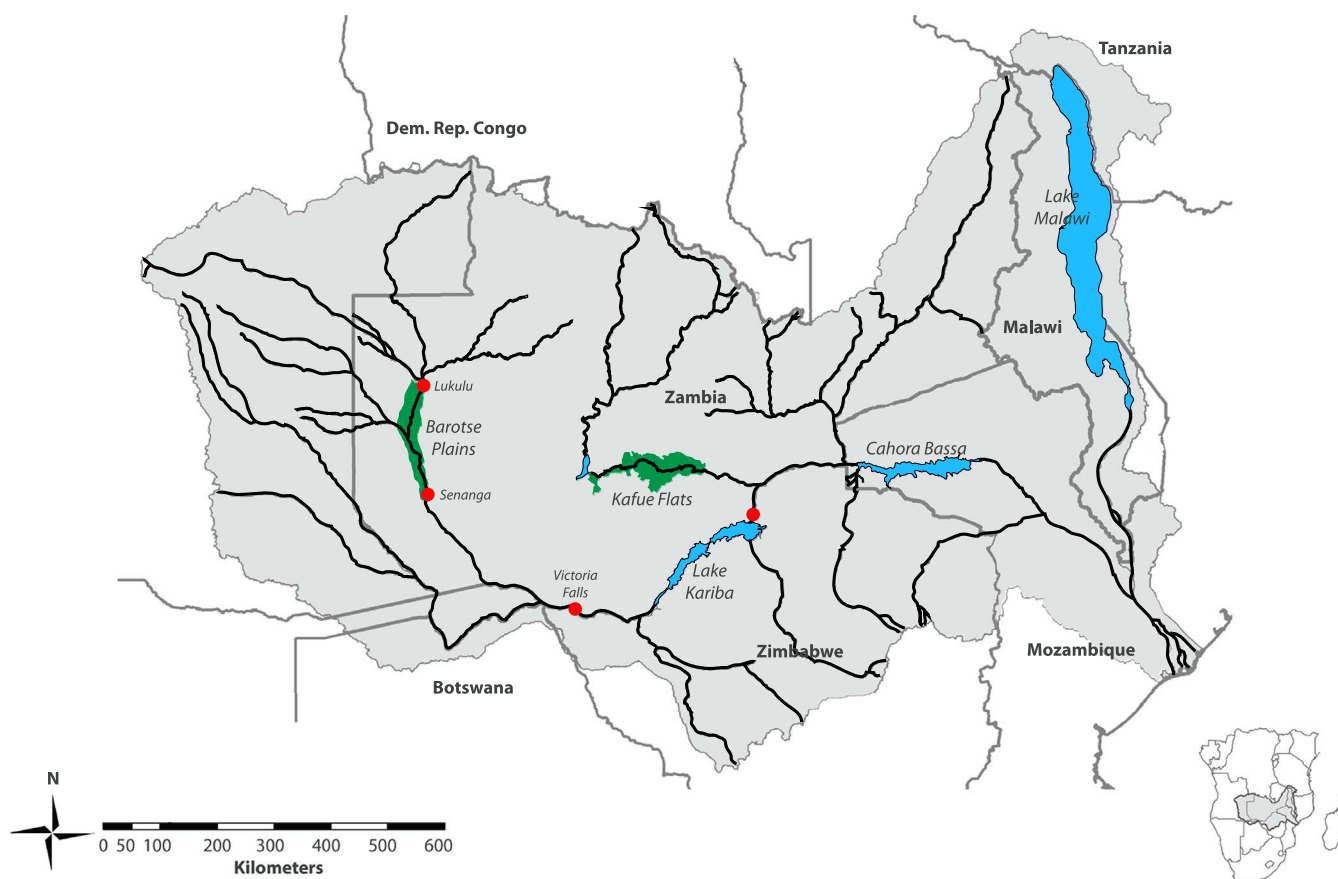 Tanzania
Dem. Rep. Congo
Lake
Malawi
Malawi
Lukulu
Zambia
Barotse
Plains
Cahora Bassa
Senanga
Kafue Flats
Victoria
Falls
Lake
Kariba
Zimbabwe
Mozambique
Botswana
N
0 50 100 200 300 400 500 600
Kilometers